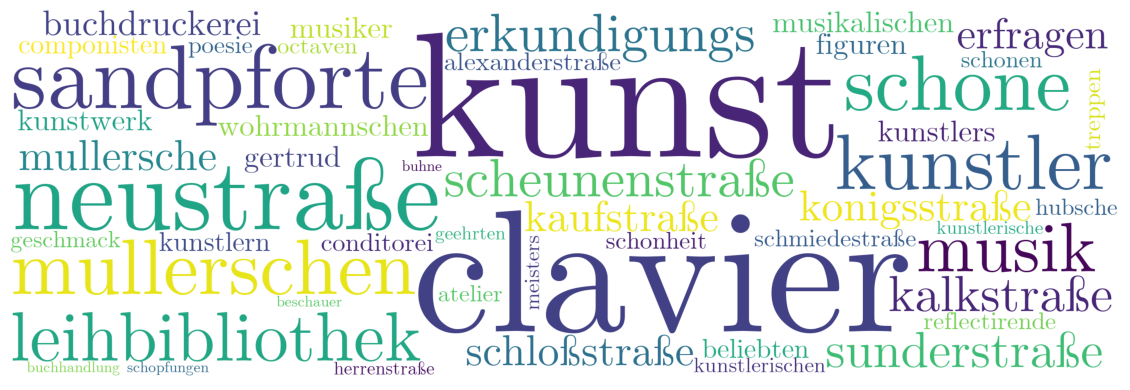 buchdruckerei
musiker
componisten
poesie
octaven
sandpforte
kunstwerk
wohrmannschen
mullersche
gertrud
buhne
neustraße
geschmack
kunstlern
conditorei
geehrten
mullerschen
beschauer
leihbibliothek
buchhandlung
schopfungen
herrenstraße
kunst
erkundigungs
alexanderstraße
musikalischen
figuren
erfragen
schonen
schone
treppen
kunstlers
kunstler
scheunenstraße
kaufstraße
konigsstraße
hubsche
kunstlerische
schonheit
schmiedestraße
musik
meisters
clavier
atelier
kalkstraße
reflectirende
schloßstraße
beliebten
kunstlerischen
sunderstraße